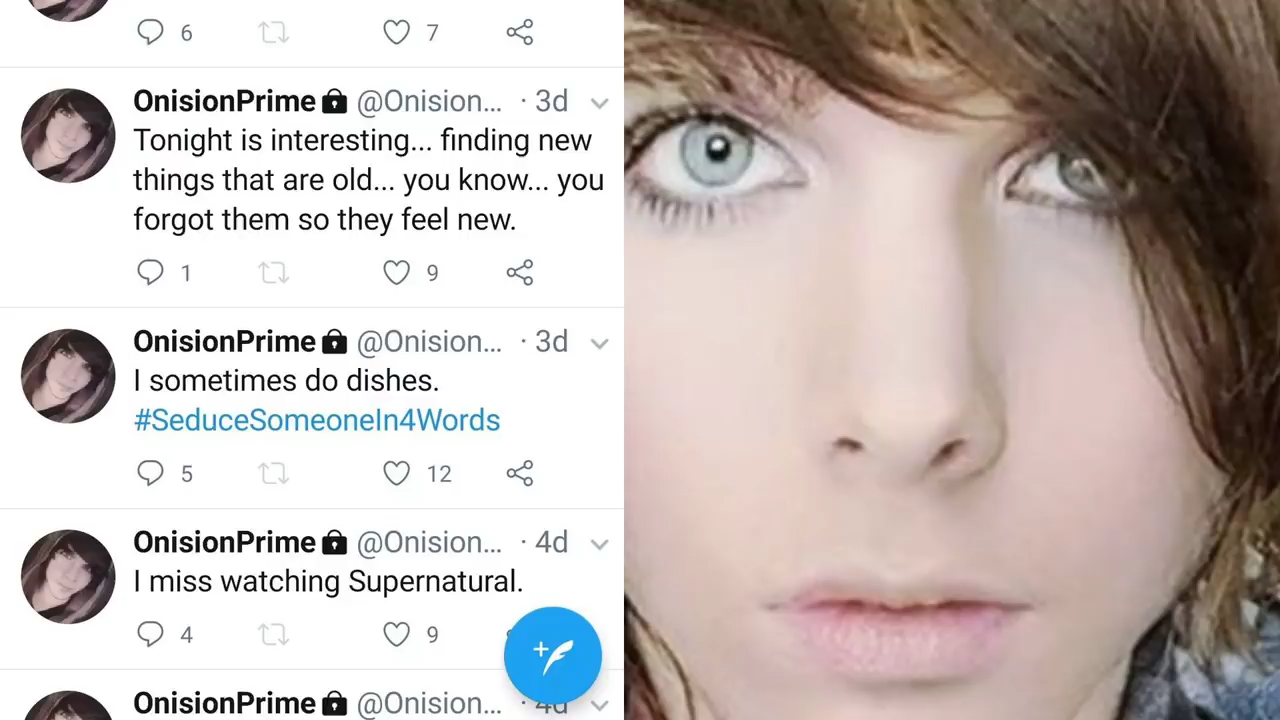 6
7
OnisionPrime @Onision... · 3d
Tonight is interesting... finding new
things that are old... you know... you
forgot them so they feel new.
1
9
OnisionPrime @Onision... · 3d
I sometimes do dishes.
#SeduceSomeoneIn4Words
5
12
OnisionPrime @Onision... · 4d
I miss watching Supernatural.
4
9
OnisionPrime @Onision... · 4d